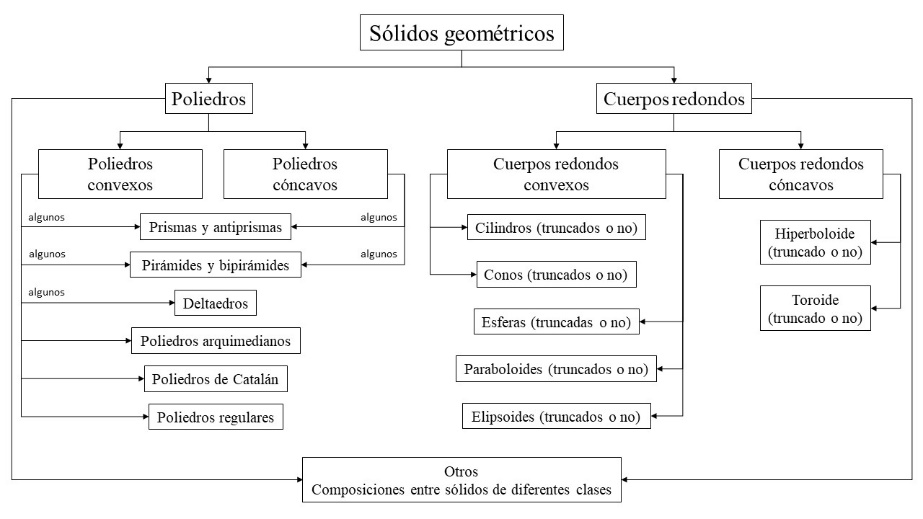 Sólidos geométricos
Poliedros
Cuerpos redondos
Poliedros
convexos
Poliedros
cóncavos
Cuerpos redondos
convexos
Cuerpos redondos
cóncavos
algunos
Prismas y antiprismas
algunos
algunos
Pirámides y bipirámides
algunos
algunos
Deltaedros
Poliedros arquimedianos
Poliedros de Catalán
Poliedros regulares
Cilindros (truncados o no)
Conos (truncados o no)
Esferas (truncadas o no)
Paraboloides (truncados o no)
Elipsoides (truncados o no)
Hiperboloide
(truncado o no)
Toroide
(truncado o no)
Otros
Composiciones entre sólidos de diferentes clases